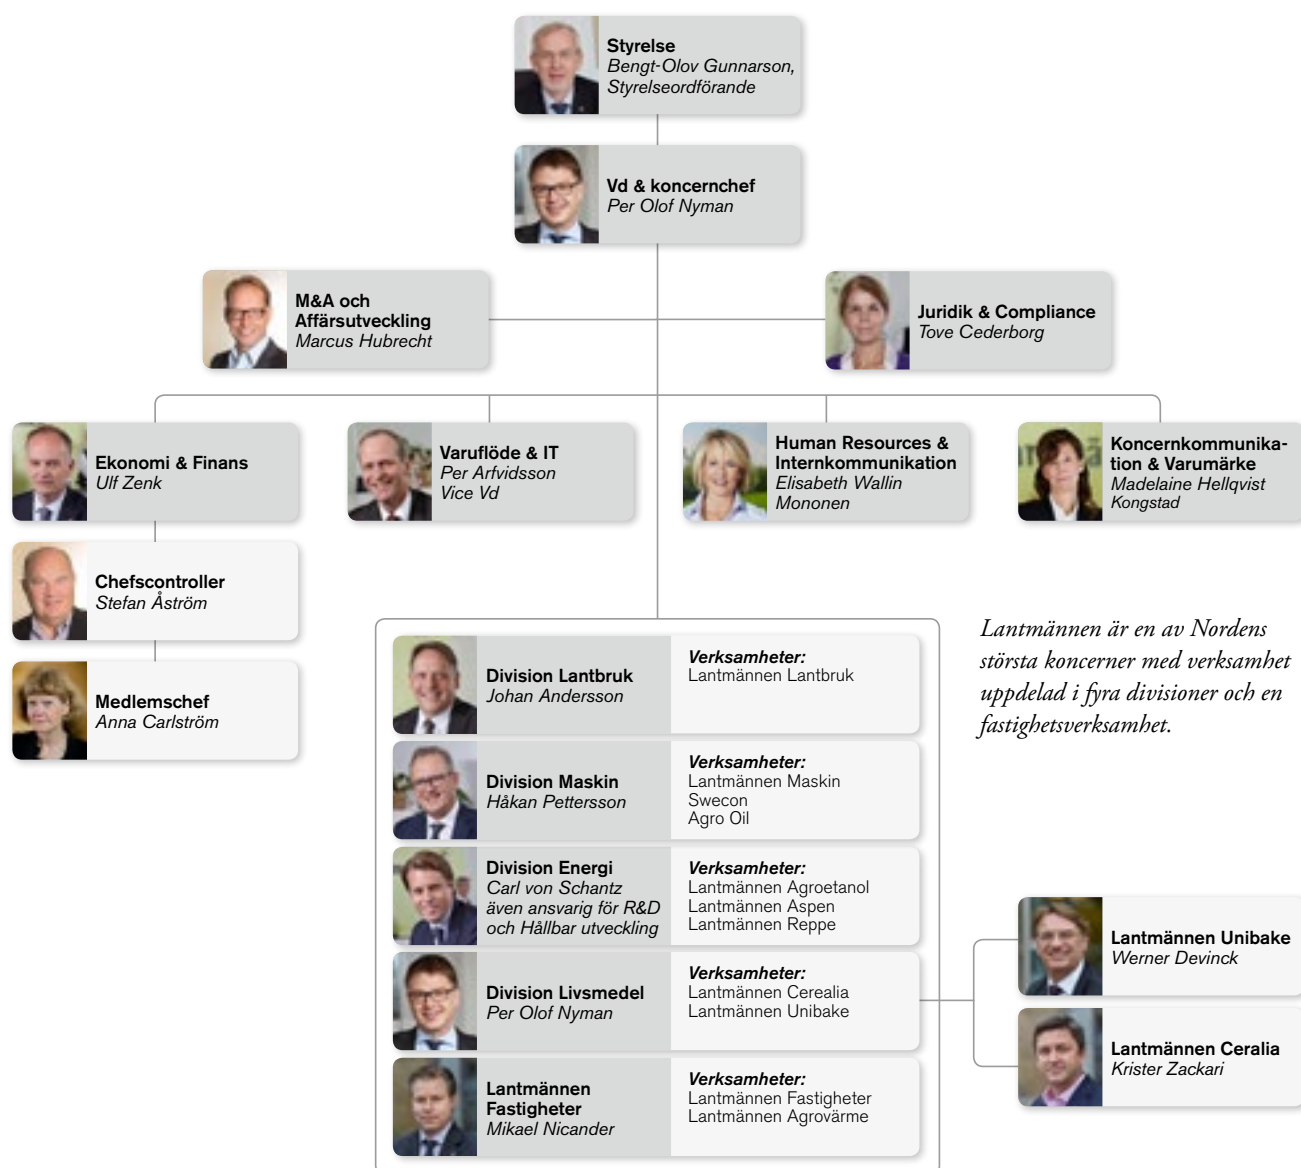 Styrelse
Bengt-Olov Gunnarson,
Styrelseordförande
Vd & koncernchef
Per Olof Nyman
M&A och
Affärsutveckling
Marcus Hubrecht
Juridik & Compliance
Tove Cederborg
Ekonomi & Finans
Ulf Zenk
Varuflöde & IT
Per Arfvidsson
Vice Vd
Human Resources &
Internkommunikation
Elisabeth Wallin
Mononen
Koncernkommunika-
tion & Varumärke
Madelaine Hellqvist
Kongstad
Chefscontroller
Stefan Åström
Medlemschef
Anna Carlström
Lantmännen är en av Nordens
största koncerner med verksamhet
uppdelad i fyra divisioner och en
fastighetsverksamhet.
Division Lantbruk
Johan Andersson
Verksamheter:
Lantmännen Lantbruk
Division Maskin
Håkan Pettersson
Verksamheter:
Lantmännen Maskin
Swecon
Agro Oil
Division Energi
Carl von Schantz
även ansvarig för R&D
och Hållbar utveckling
Verksamheter:
Lantmännen Agroetanol
Lantmännen Aspen
Lantmännen Reppe
Division Livsmedel
Per Olof Nyman
Verksamheter:
Lantmännen Cerealia
Lantmännen Unibake
Lantmännen Unibake
Werner Devinck
Lantmännen Ceralia
Krister Zackari
Lantmännen
Fastigheter
Mikael Nicander
Verksamheter:
Lantmännen Fastigheter
Lantmännen Agrovärme